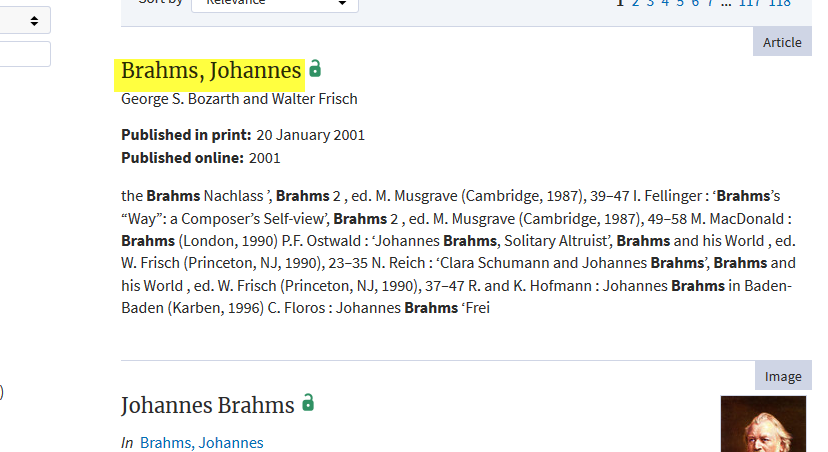 Sort by Relevance 1 2 3 4 5 6 7 ... 117 118
Article
Brahms, Johannes
George S. Bozarth and Walter Frisch
Published in print: 20 January 2001
Published online: 2001
the Brahms Nachlass ’, Brahms 2 , ed. M. Musgrave (Cambridge, 1987), 39–47 I. Fellinger : ‘Brahms’s
“Way”: a Composer’s Self-view’, Brahms 2 , ed. M. Musgrave (Cambridge, 1987), 49–58 M. MacDonald :
Brahms (London, 1990) P.F. Ostwald : ‘Johannes Brahms, Solitary Altruist’, Brahms and his World , ed.
W. Frisch (Princeton, NJ, 1990), 23–35 N. Reich : ‘Clara Schumann and Johannes Brahms’, Brahms and
his World , ed. W. Frisch (Princeton, NJ, 1990), 37–47 R. and K. Hofmann : Johannes Brahms in Baden-
Baden (Karben, 1996) C. Floros : Johannes Brahms ‘Frei
Image
)
Johannes Brahms
In Brahms, Johannes